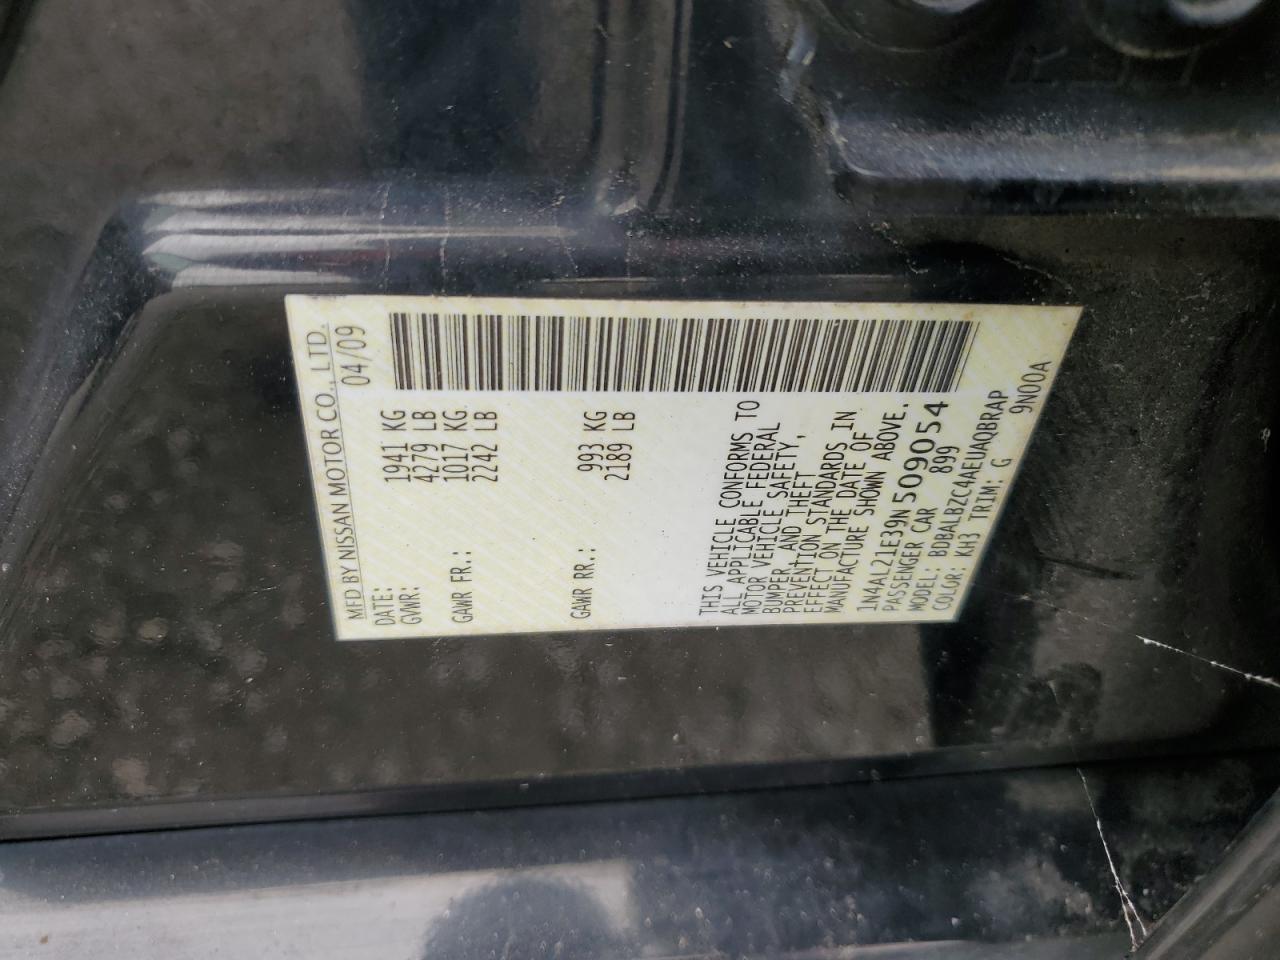 MFD BY NISSAN MOTOR CO., LTD.
DATE: 04/09
GVWR: 1941 KG
4279 LB
GAWR FR.: 1017 KG
2242 LB
GAWR RR.: 993 KG
2189 LB
THIS VEHICLE CONFORMS TO
ALL APPLICABLE FEDERAL
MOTOR VEHICLE SAFETY,
BUMPER, AND THEFT
PREVENTION STANDARDS IN
EFFECT ON THE DATE OF
MANUFACTURE SHOWN ABOVE.
1N4AL21E39N509054
PASSENGER CAR 899
MODEL: BDBALBZC4AEUAQBRAP
COLOR: KH3 TRIM: G 9N00A